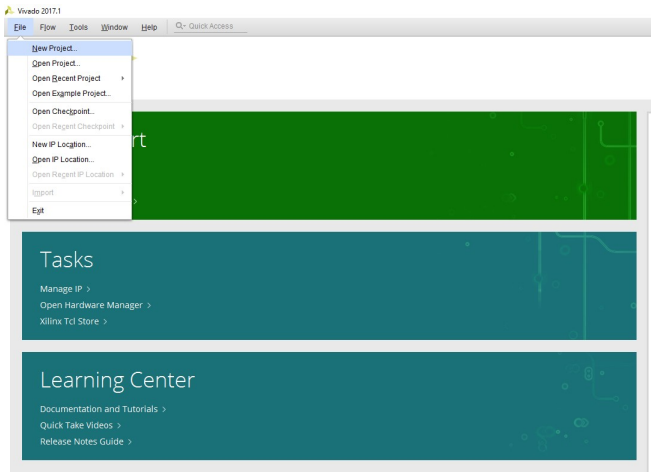 Vivado 2017.1
File Flow Tools Window Help Quick Access
New Project...
Open Project...
Open Recent Project
Open Example Project...
Open Checkpoint...
Open Recent Checkpoint
New IP Location...
Open IP Location...
Open Recent IP Location
Import
Exit
rt
Tasks
Manage IP >
Open Hardware Manager >
Xilinx Tcl Store >
Learning Center
Documentation and Tutorials >
Quick Take Videos >
Release Notes Guide >